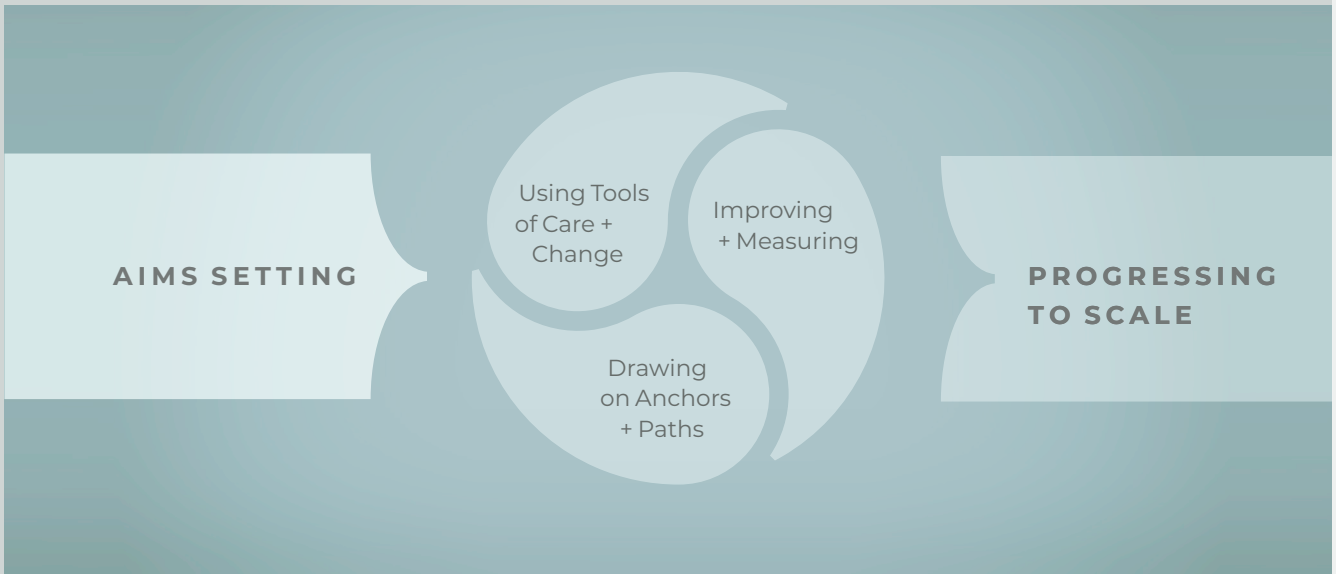 AIMS SETTING
Using Tools
of Care +
Change
Improving
+ Measuring
Drawing
on Anchors
+ Paths
PROGRESSING
TO SCALE